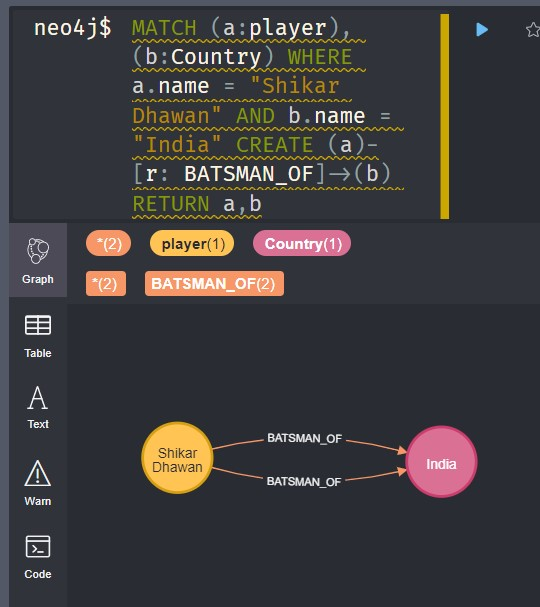 neo4j$ MATCH (a:player),
(b:Country) WHERE
a.name = "Shikar
Dhawan" AND b.name =
"India" CREATE (a)-
[r: BATSMAN_OF]->(b)
RETURN a,b
*(2) player(1) Country(1)
Graph
*(2) BATSMAN_OF(2)
Table
Text
Warn
Code
Shikar
Dhawan
BATSMAN_OF
BATSMAN_OF
India